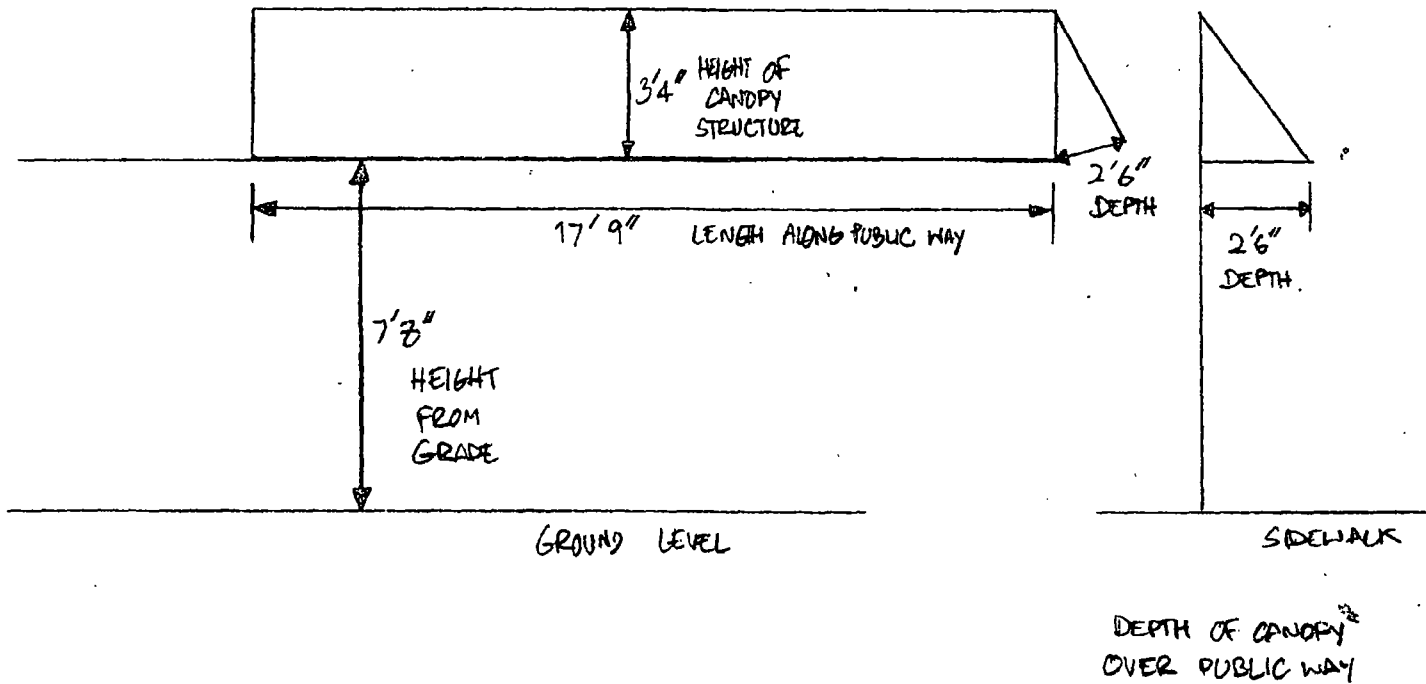 3'4" HEIGHT OF
CANOPY
STRUCTURE
2'6"
DEPTH
17'9" LENGTH ALONG PUBLIC WAY
2'6"
DEPTH.
7'8"
HEIGHT
FROM
GRADE
GROUND LEVEL
SIDEWALK
DEPTH OF CANOPY
OVER PUBLIC WAY